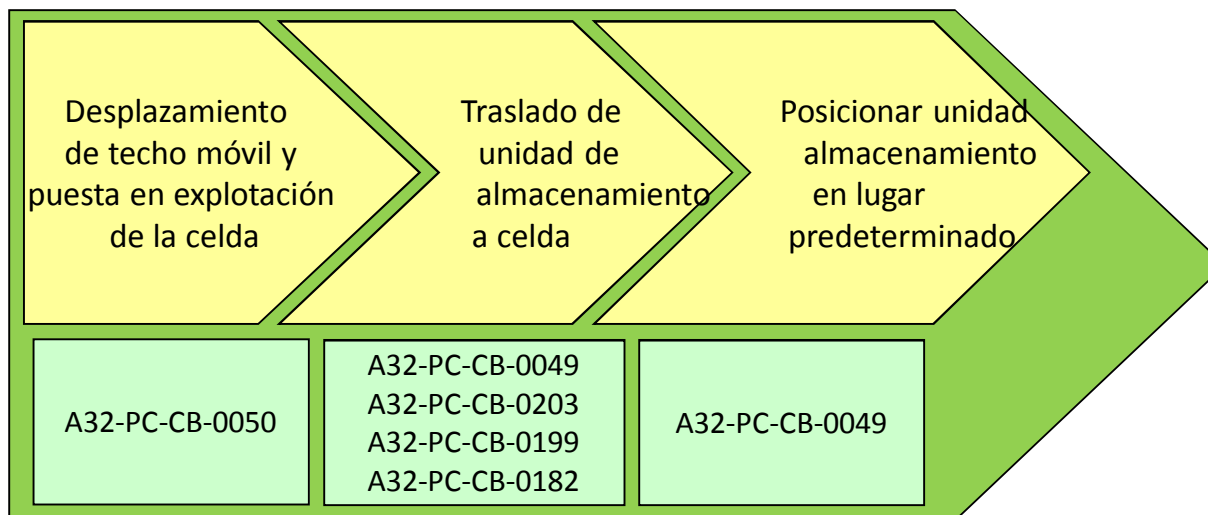 Desplazamiento
de techo móvil y
puesta en explotación
de la celda
Traslado de
unidad de
almacenamiento
a celda
Posicionar unidad
almacenamiento
en lugar
predeterminado
A32-PC-CB-0050
A32-PC-CB-0049
A32-PC-CB-0203
A32-PC-CB-0199
A32-PC-CB-0182
A32-PC-CB-0049